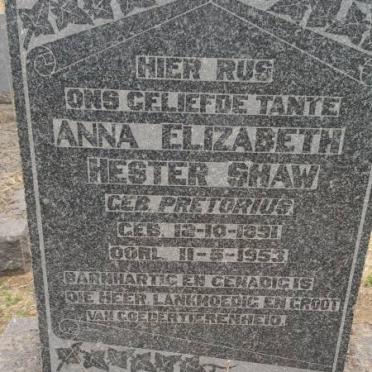 HIER RUS
ONS GELIEFDE TANTE
ANNA ELIZABETH
HESTER SHAW
GEB. PRETORIUS
GEB. 12-10-1891
OORL. 11-5-1953
BARMHARTIG EN GENADIG IS
DIE HEER, LANKMOEDIG EN GROOT
VAN GOEDERTIERENHEID.